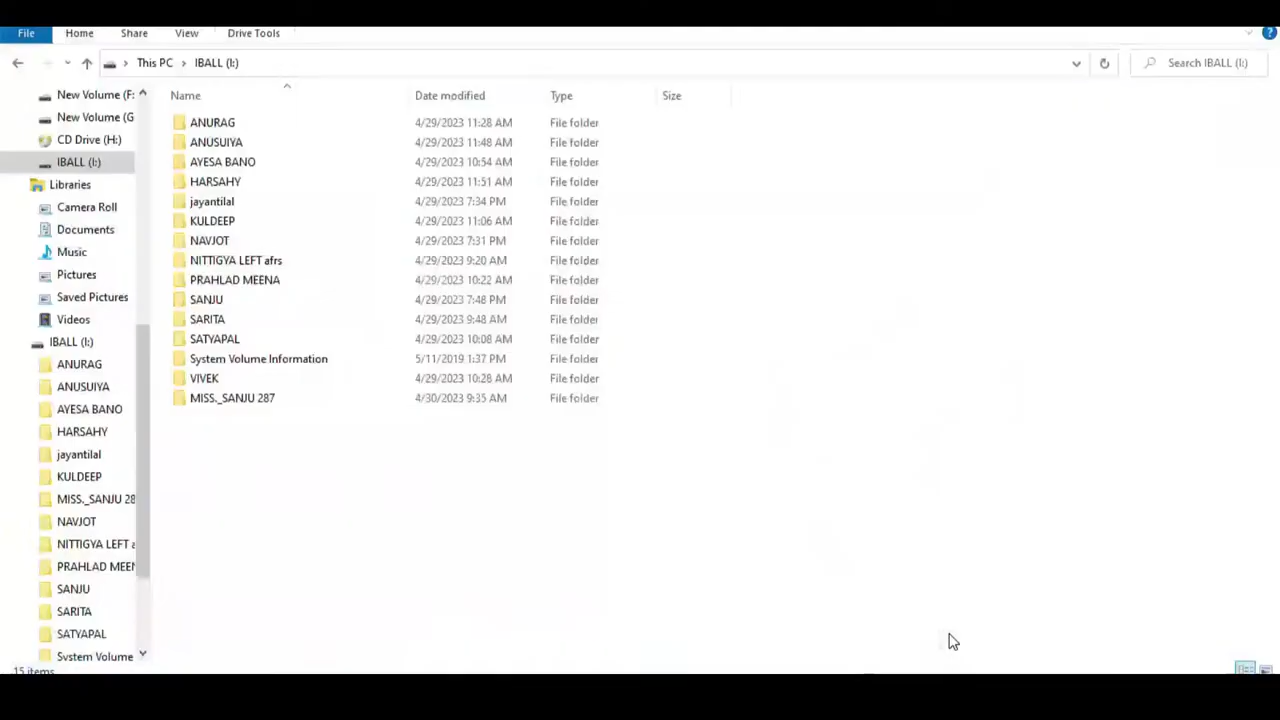 File Home Share View Drive Tools
This PC > IBALL (I:) Search IBALL (I:)
New Volume (F:
New Volume (G
CD Drive (H:)
IBALL (I:)
Libraries
Camera Roll
Documents
Music
Pictures
Saved Pictures
Videos
IBALL (I:)
ANURAG
ANUSUIYA
AYESA BANO
HARSAHY
jayantilal
KULDEEP
MISS._SANJU 28
NAVJOT
NITTIGYA LEFT a
PRAHLAD MEEN
SANJU
SARITA
SATYAPAL
System Volume
Name Date modified Type Size
ANURAG 4/29/2023 11:28 AM File folder
ANUSUIYA 4/29/2023 11:48 AM File folder
AYESA BANO 4/29/2023 10:54 AM File folder
HARSAHY 4/29/2023 11:51 AM File folder
jayantilal 4/29/2023 7:34 PM File folder
KULDEEP 4/29/2023 11:06 AM File folder
NAVJOT 4/29/2023 7:31 PM File folder
NITTIGYA LEFT afrs 4/29/2023 9:20 AM File folder
PRAHLAD MEENA 4/29/2023 10:22 AM File folder
SANJU 4/29/2023 7:48 PM File folder
SARITA 4/29/2023 9:48 AM File folder
SATYAPAL 4/29/2023 10:08 AM File folder
System Volume Information 5/11/2019 1:37 PM File folder
VIVEK 4/29/2023 10:28 AM File folder
MISS._SANJU 287 4/30/2023 9:35 AM File folder
15 items